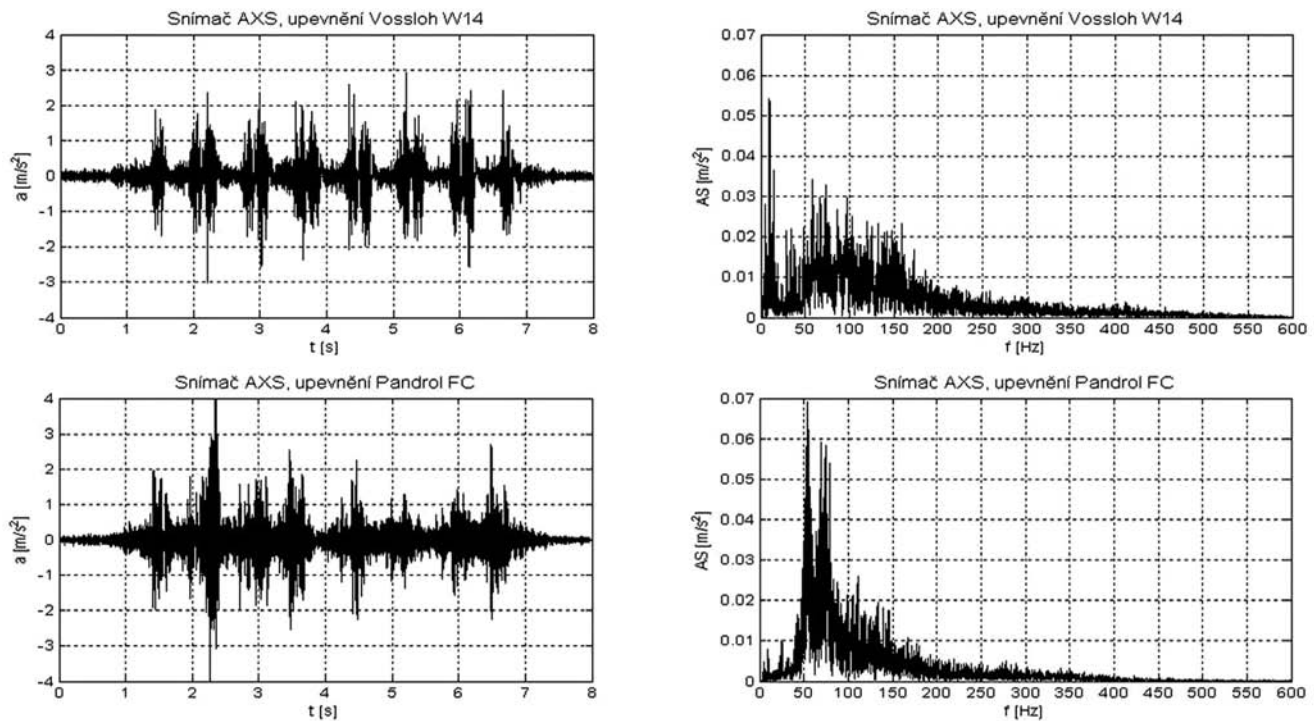 Snímač AXS, upevnění Vossloh W14
4
3
2
1
0
-1
-2
-3
-4
a [m/s²]
0 1 2 3 4 5 6 7 8
t [s]
Snímač AXS, upevnění Vossloh W14
0.07
0.06
0.05
0.04
0.03
0.02
0.01
0
AS [m/s²]
0 50 100 150 200 250 300 350 400 450 500 550 600
f [Hz]
Snímač AXS, upevnění Pandrol FC
4
3
2
1
0
-1
-2
-3
-4
a [m/s²]
0 1 2 3 4 5 6 7 8
t [s]
Snímač AXS, upevnění Pandrol FC
0.07
0.06
0.05
0.04
0.03
0.02
0.01
0
AS [m/s²]
0 50 100 150 200 250 300 350 400 450 500 550 600
f [Hz]